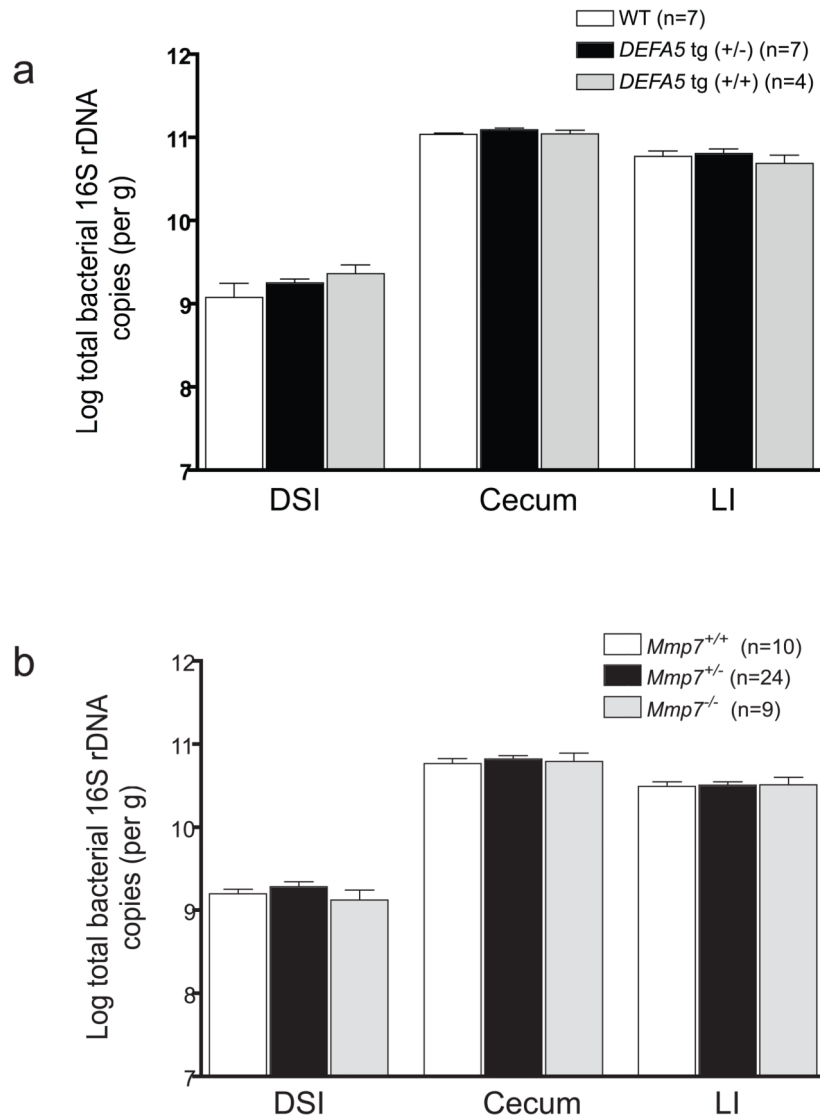 a
WT (n=7)
DEFA5 tg (+/-) (n=7)
DEFA5 tg (+/+) (n=4)
Log total bacterial 16S rDNA
copies (per g)
12
11
10
9
8
7
DSI Cecum LI
b
Mmp7+/+ (n=10)
Mmp7+/- (n=24)
Mmp7-/- (n=9)
Log total bacterial 16S rDNA
copies (per g)
12
11
10
9
8
7
DSI Cecum LI